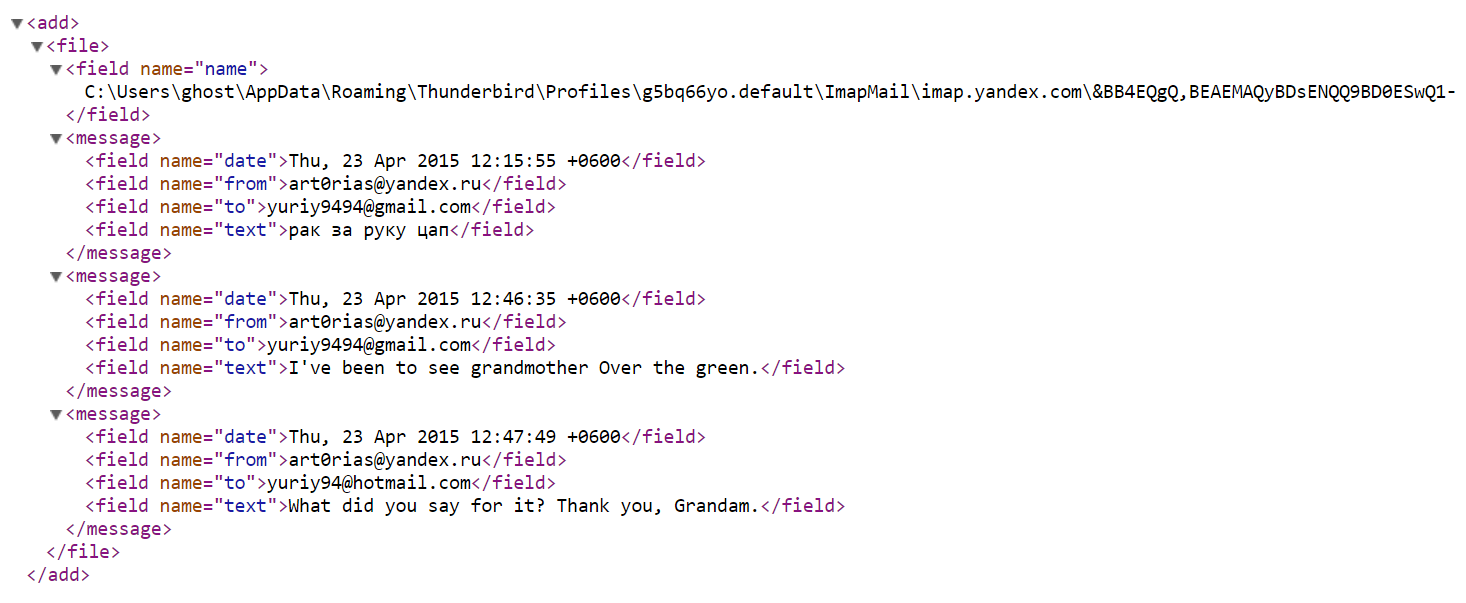 ▼<add>
▼<file>
▼<field name="name">
C:\Users\ghost\AppData\Roaming\Thunderbird\Profiles\g5bq66yo.default\ImapMail\imap.yandex.com\&BB4EQgQ,BEAEMAQyBDsENQQ9BD0ESwQ1-
</field>
▼<message>
<field name="date">Thu, 23 Apr 2015 12:15:55 +0600</field>
<field name="from">art0rias@yandex.ru</field>
<field name="to">yuriy9494@gmail.com</field>
<field name="text">рак за руку цап</field>
</message>
▼<message>
<field name="date">Thu, 23 Apr 2015 12:46:35 +0600</field>
<field name="from">art0rias@yandex.ru</field>
<field name="to">yuriy9494@gmail.com</field>
<field name="text">I've been to see grandmother Over the green.</field>
</message>
▼<message>
<field name="date">Thu, 23 Apr 2015 12:47:49 +0600</field>
<field name="from">art0rias@yandex.ru</field>
<field name="to">yuriy94@hotmail.com</field>
<field name="text">What did you say for it? Thank you, Grandam.</field>
</message>
</file>
</add>